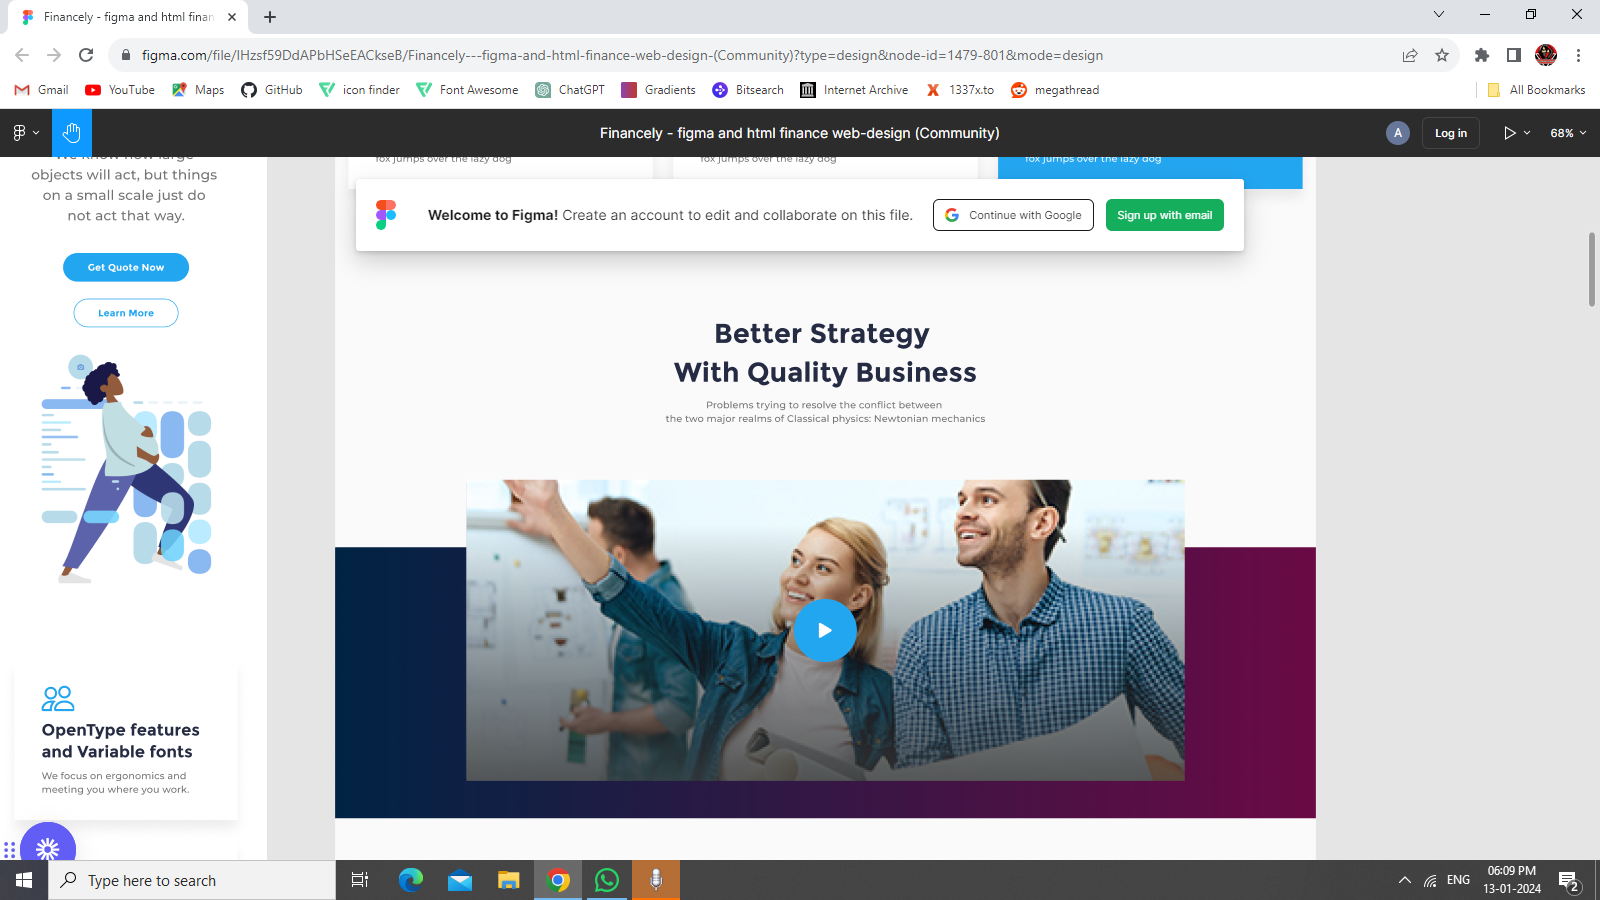 Financely - figma and html finan
figma.com/file/lHzsf59DdAPbHSeEACkseB/Financely---figma-and-html-finance-web-design-(Community)?type=design&node-id=1479-801&mode=design
Gmail
YouTube
Maps
GitHub
icon finder
Font Awesome
ChatGPT
Gradients
Bitsearch
Internet Archive
1337x.to
megathread
All Bookmarks
Financely - figma and html finance web-design (Community)
A
Log in
68%
We know how large
objects will act, but things
on a small scale just do
not act that way.
Get Quote Now
Learn More
OpenType features
and Variable fonts
We focus on ergonomics and
meeting you where you work.
fox jumps over the lazy dog
fox jumps over the lazy dog
fox jumps over the lazy dog
Welcome to Figma! Create an account to edit and collaborate on this file.
Continue with Google
Sign up with email
Better Strategy
With Quality Business
Problems trying to resolve the conflict between
the two major realms of Classical physics: Newtonian mechanics
Type here to search
ENG
06:09 PM
13-01-2024
2